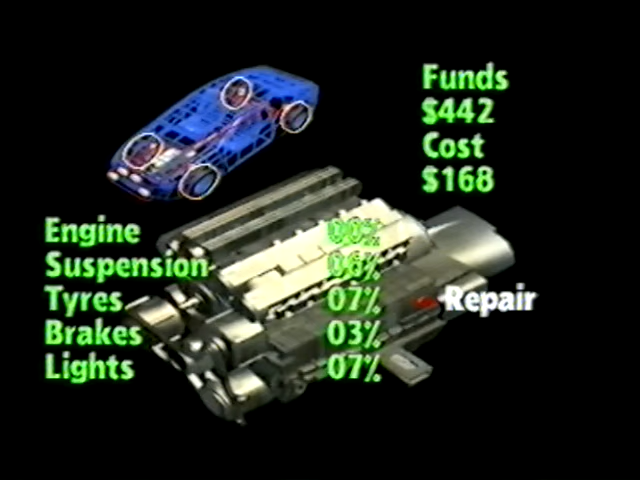 Funds
$442
Cost
$168
Engine 00%
Suspension 06%
Tyres 07% Repair
Brakes 03%
Lights 07%